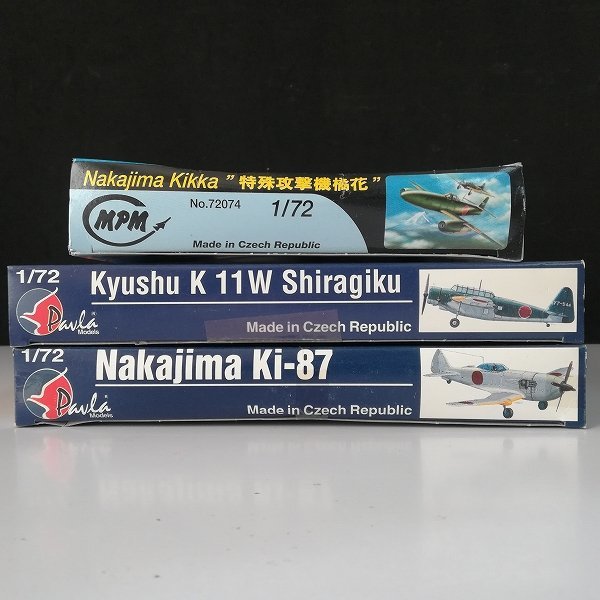 Nakajima Kikka "特殊攻撃機橘花"
MPM
No.72074 1/72
Made in Czech Republic
1/72 Kyushu K 11W Shiragiku
Pavla
Models
Made in Czech Republic
1/72 Nakajima Ki-87
Pavla
Models
Made in Czech Republic